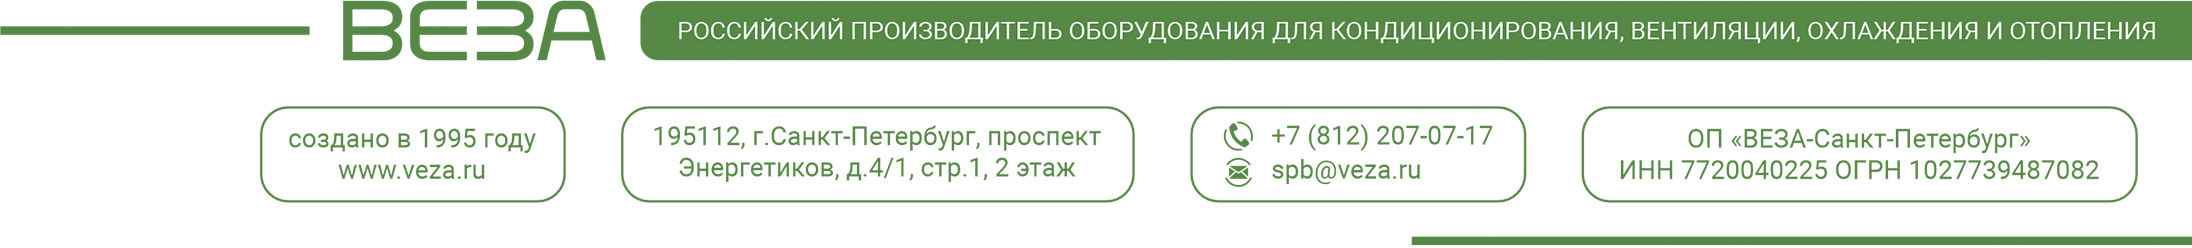 ВЕЗА
РОССИЙСКИЙ ПРОИЗВОДИТЕЛЬ ОБОРУДОВАНИЯ ДЛЯ КОНДИЦИОНИРОВАНИЯ, ВЕНТИЛЯЦИИ, ОХЛАЖДЕНИЯ И ОТОПЛЕНИЯ
создано в 1995 году
www.veza.ru
195112, г.Санкт-Петербург, проспект
Энергетиков, д.4/1, стр.1, 2 этаж
+7 (812) 207-07-17
spb@veza.ru
ОП «ВЕЗА-Санкт-Петербург»
ИНН 7720040225 ОГРН 1027739487082